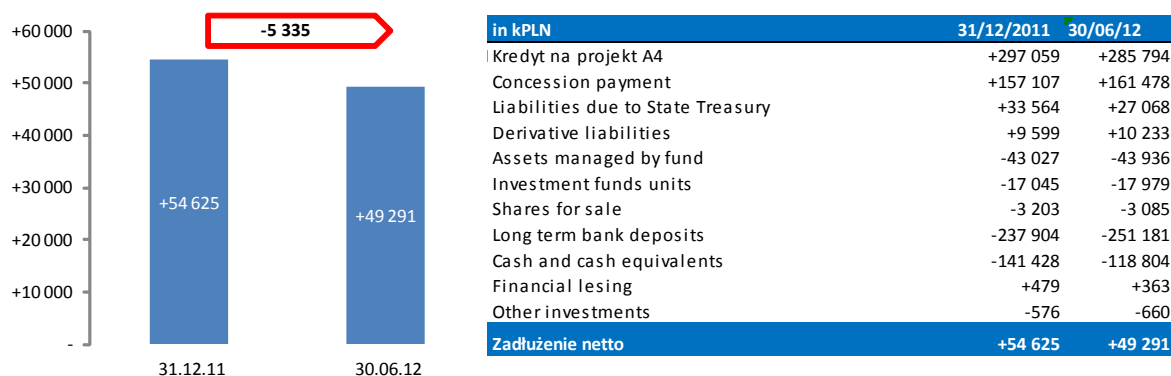 -5 335
+60 000
+50 000
+40 000
+30 000
+20 000
+10 000
-
+54 625
+49 291
31.12.11
30.06.12
in kPLN 31/12/2011 30/06/12
Kredyt na projekt A4 +297 059 +285 794
Concession payment +157 107 +161 478
Liabilities due to State Treasury +33 564 +27 068
Derivative liabilities +9 599 +10 233
Assets managed by fund -43 027 -43 936
Investment funds units -17 045 -17 979
Shares for sale -3 203 -3 085
Long term bank deposits -237 904 -251 181
Cash and cash equivalents -141 428 -118 804
Financial lesing +479 +363
Other investments -576 -660
Zadłużenie netto +54 625 +49 291